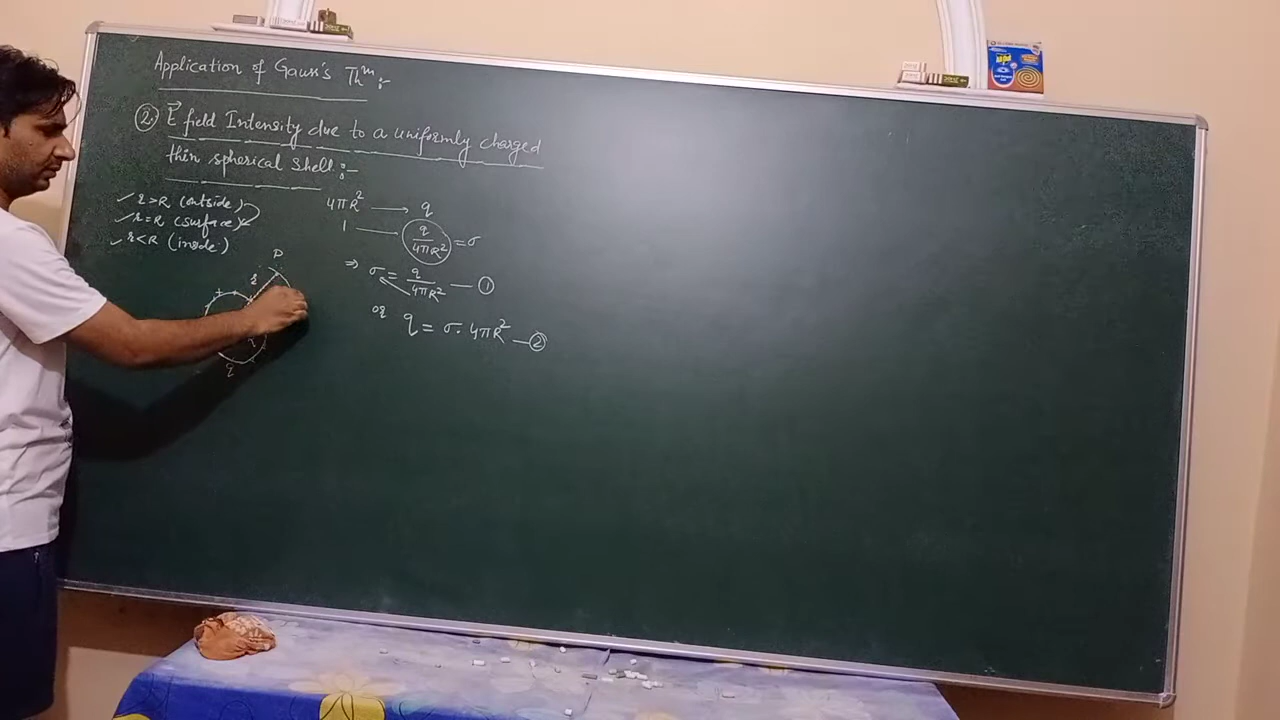 Application of Gauss's Thm :-
2. E⃗ field Intensity due to a uniformly charged
thin spherical shell :-
✓ r>R (outside)
✓ r=R (surface)
✓ r<R (inside)
4πR² → q
1 → q/4πR² = σ
⇒ σ = q/4πR² — ①
or q = σ. 4πR² — ②
P
r
q